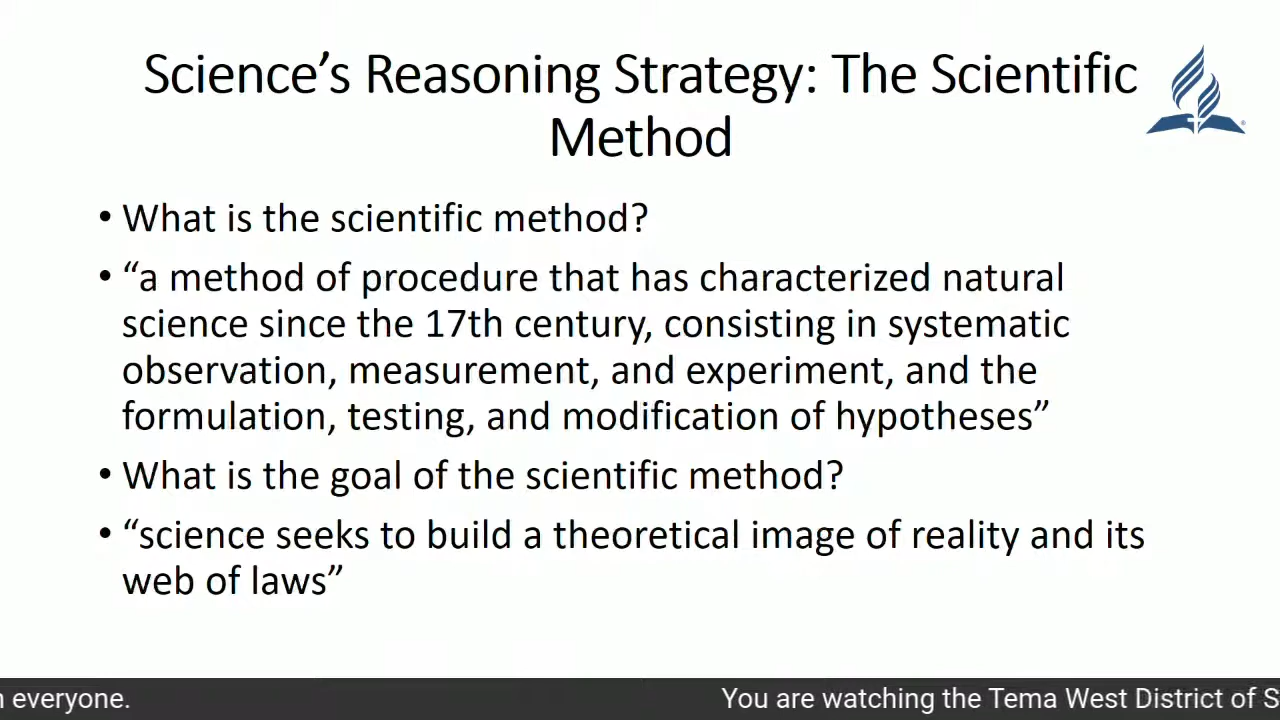 Science’s Reasoning Strategy: The Scientific
Method
• What is the scientific method?
• “a method of procedure that has characterized natural
science since the 17th century, consisting in systematic
observation, measurement, and experiment, and the
formulation, testing, and modification of hypotheses”
• What is the goal of the scientific method?
• “science seeks to build a theoretical image of reality and its
web of laws”
everyone. You are watching the Tema West District of